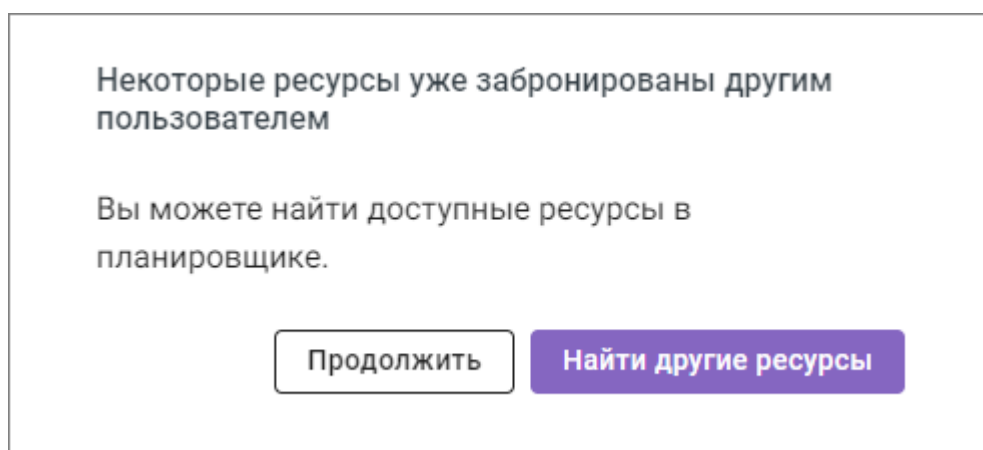 Некоторые ресурсы уже забронированы другим
пользователем
Вы можете найти доступные ресурсы в
планировщике.
Продолжить
Найти другие ресурсы